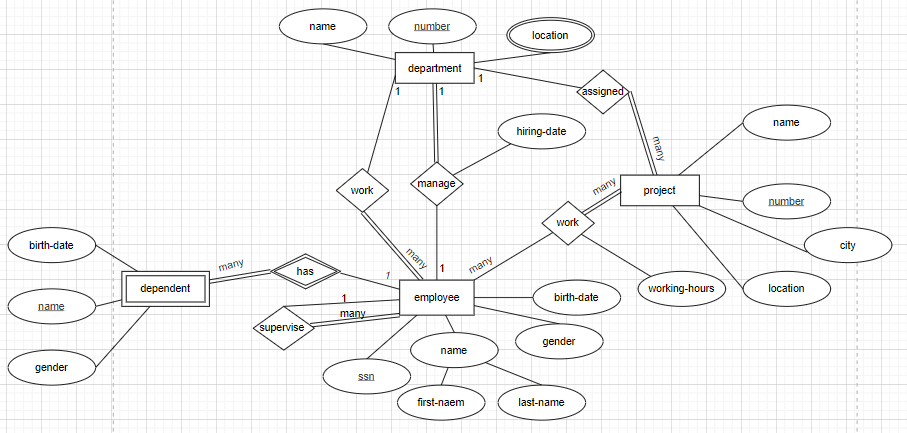 name
number
location
department
1
1
1
assigned
hiring-date
name
many
work
manage
many
project
work
number
birth-date
many
many
many
city
has
1
1
dependent
employee
birth-date
working-hours
location
name
1
many
supervise
gender
name
gender
ssn
first-naem
last-name